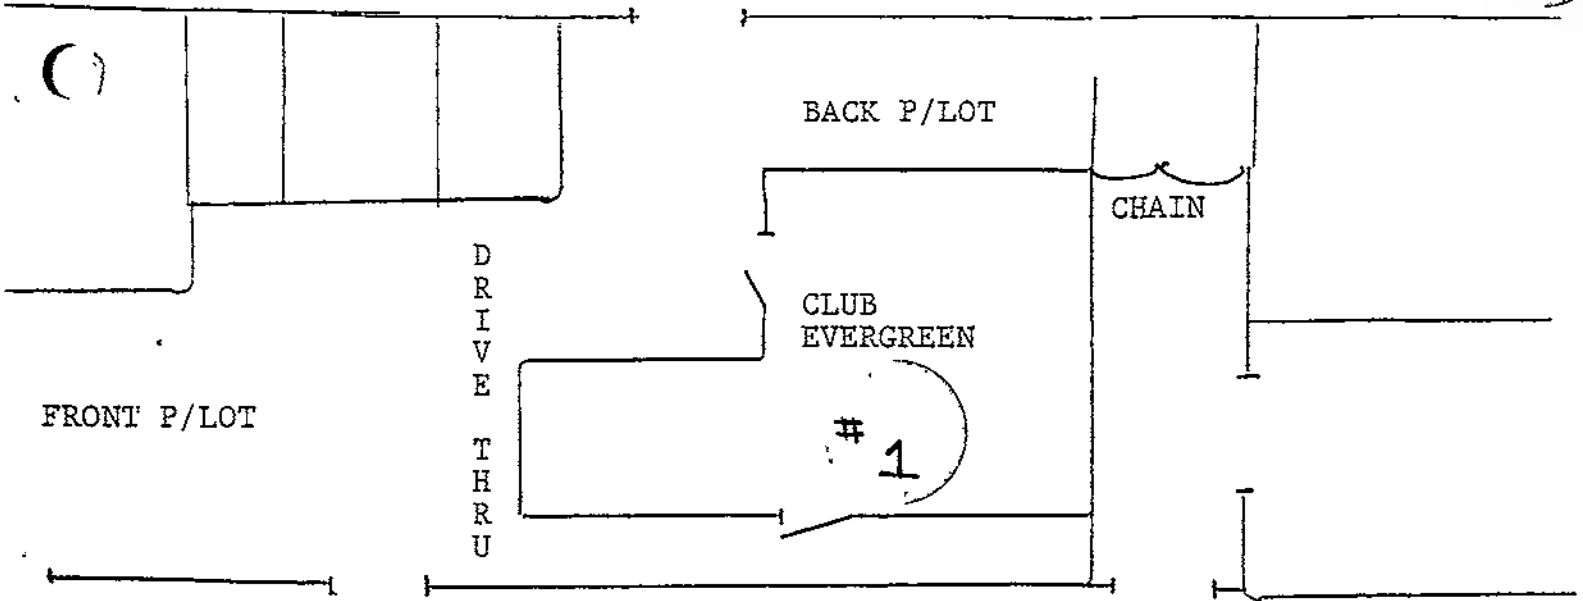 BACK P/LOT
CHAIN
DRIVE THRU
CLUB
EVERGREEN
FRONT P/LOT
# 1